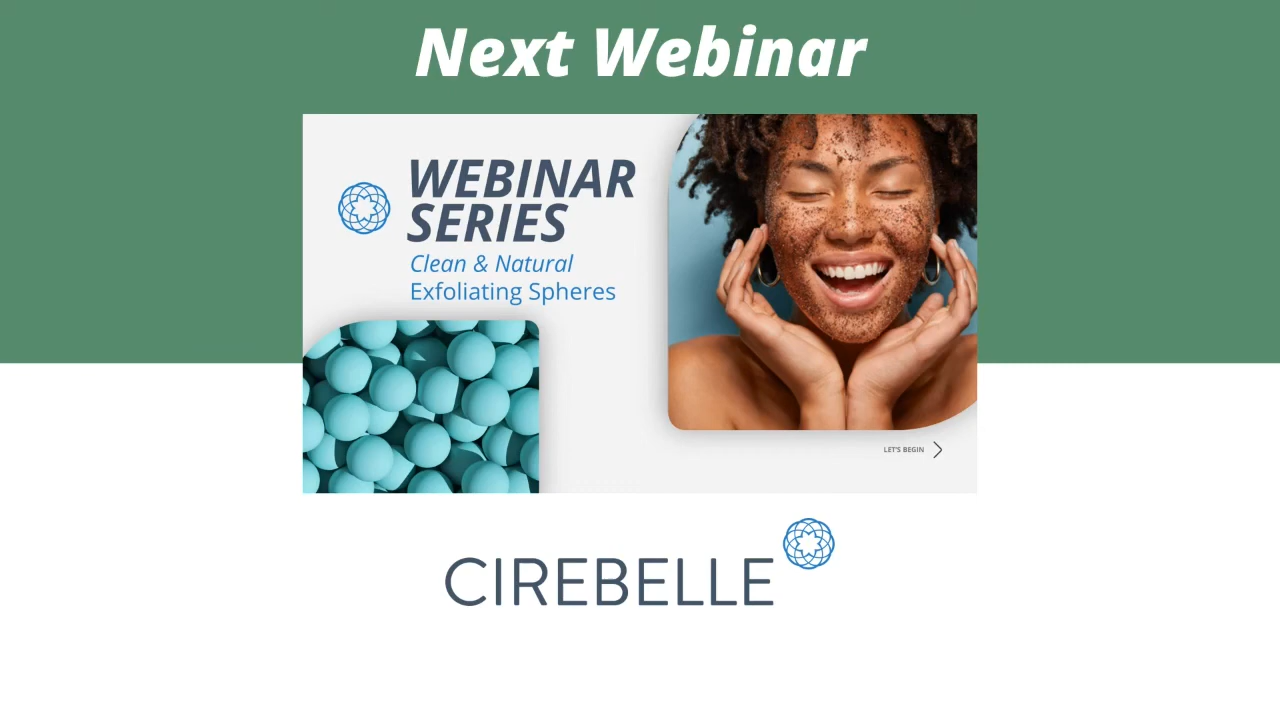 Next Webinar
WEBINAR
SERIES
Clean & Natural
Exfoliating Spheres
LET'S BEGIN
CIREBELLE